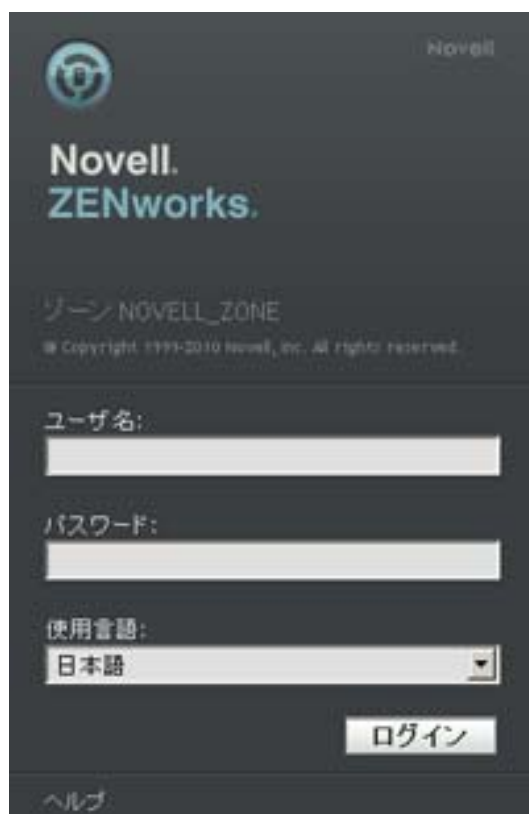 Novell
Novell.
ZENworks.
ゾーン NOVELL_ZONE
© Copyright 1999-2010 Novell, Inc. All rights reserved.
ユーザ名:
パスワード:
使用言語:
日本語
ログイン
ヘルプ